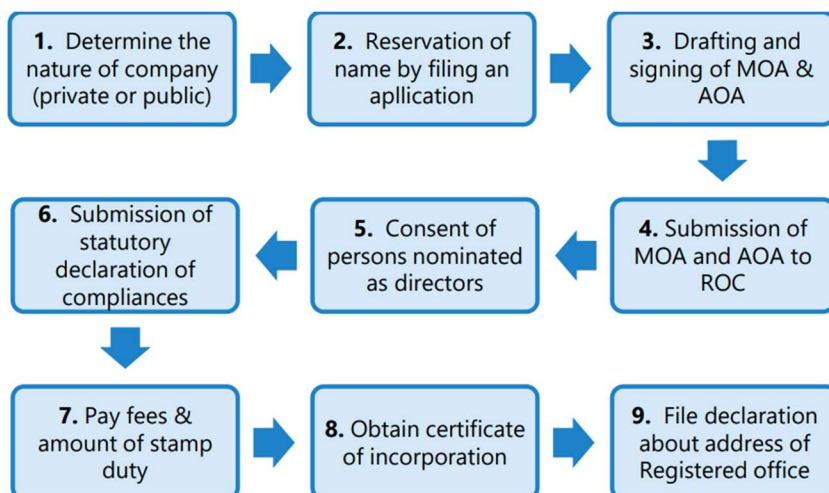 1. Determine the
nature of company
(private or public)
2. Reservation of
name by filing an
apllication
3. Drafting and
signing of MOA &
AOA
4. Submission of
MOA and AOA to
ROC
5. Consent of
persons nominated
as directors
6. Submission of
statutory
declaration of
compliances
7. Pay fees &
amount of stamp
duty
8. Obtain certificate
of incorporation
9. File declaration
about address of
Registered office